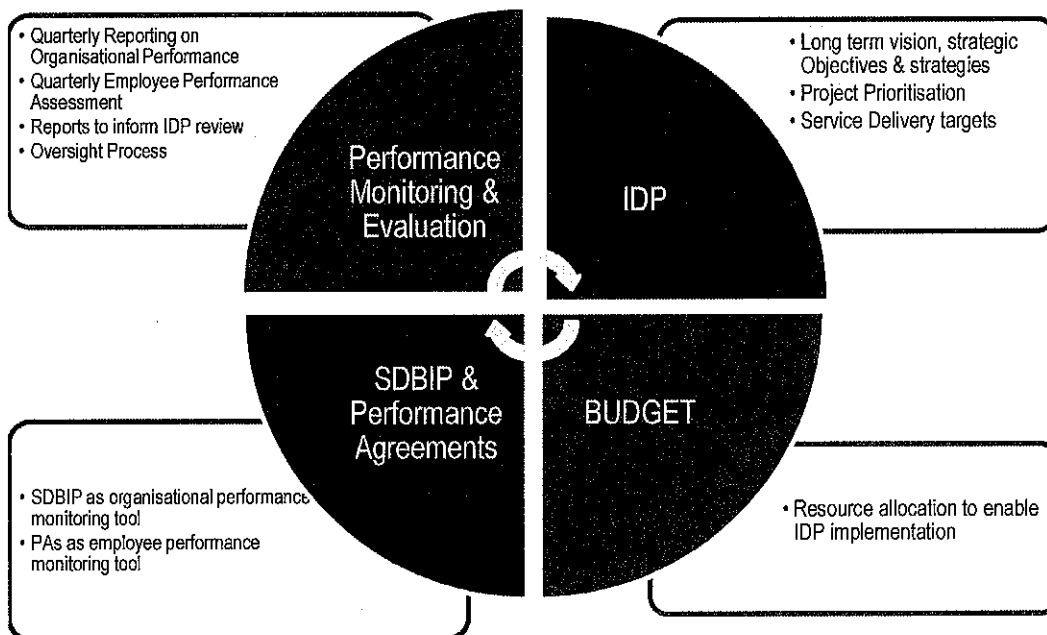 • Quarterly Reporting on
Organisational Performance
• Quarterly Employee Performance
Assessment
• Reports to inform IDP review
• Oversight Process
Performance
Monitoring &
Evaluation
• Long term vision, strategic
Objectives & strategies
• Project Prioritisation
• Service Delivery targets
IDP
SDBIP &
Performance
Agreements
• SDBIP as organisational performance
monitoring tool
• PAs as employee performance
monitoring tool
BUDGET
• Resource allocation to enable
IDP implementation